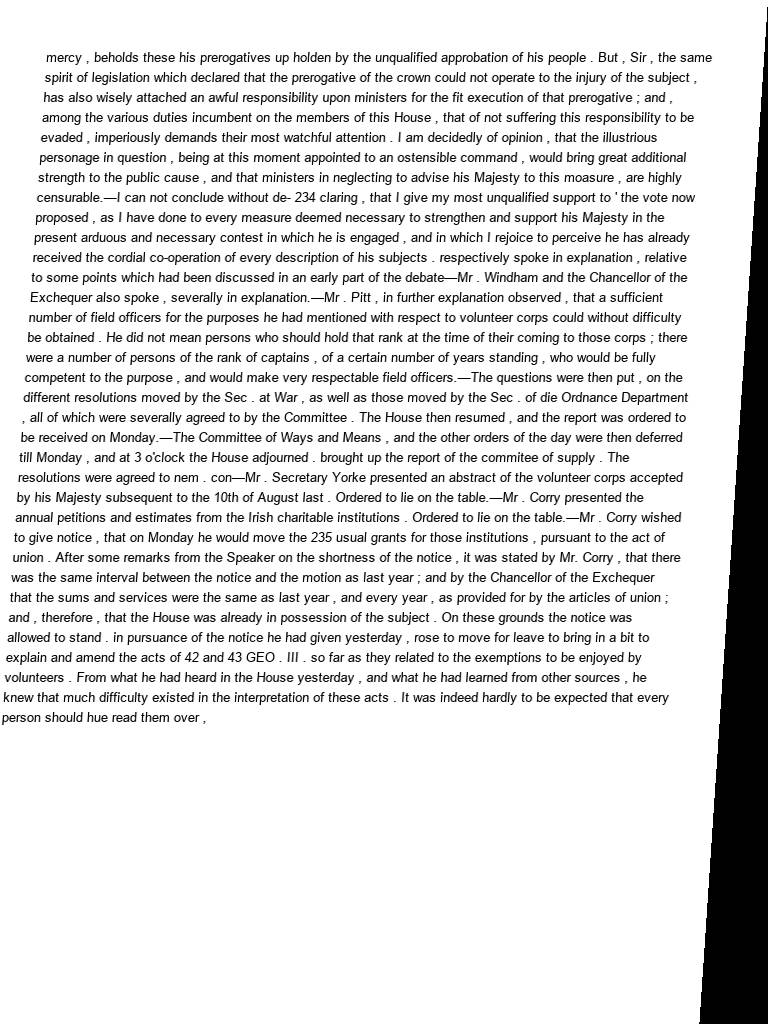 mercy , beholds these his prerogatives up holden by the unqualified approbation of his people . But , Sir , the same
spirit of legislation which declared that the prerogative of the crown could not operate to the injury of the subject ,
has also wisely attached an awful responsibility upon ministers for the fit execution of that prerogative ; and ,
among the various duties incumbent on the members of this House , that of not suffering this responsibility to be
evaded , imperiously demands their most watchful attention . I am decidedly of opinion , that the illustrious
personage in question , being at this moment appointed to an ostensible command , would bring great additional
strength to the public cause , and that ministers in neglecting to advise his Majesty to this moasure , are highly
censurable.—I can not conclude without de- 234 claring , that I give my most unqualified support to ' the vote now
proposed , as I have done to every measure deemed necessary to strengthen and support his Majesty in the
present arduous and necessary contest in which he is engaged , and in which I rejoice to perceive he has already
received the cordial co-operation of every description of his subjects . respectively spoke in explanation , relative
to some points which had been discussed in an early part of the debate—Mr . Windham and the Chancellor of the
Exchequer also spoke , severally in explanation.—Mr . Pitt , in further explanation observed , that a sufficient
number of field officers for the purposes he had mentioned with respect to volunteer corps could without difficulty
be obtained . He did not mean persons who should hold that rank at the time of their coming to those corps ; there
were a number of persons of the rank of captains , of a certain number of years standing , who would be fully
competent to the purpose , and would make very respectable field officers.—The questions were then put , on the
different resolutions moved by the Sec . at War , as well as those moved by the Sec . of die Ordnance Department
, all of which were severally agreed to by the Committee . The House then resumed , and the report was ordered to
be received on Monday.—The Committee of Ways and Means , and the other orders of the day were then deferred
till Monday , and at 3 o'clock the House adjourned . brought up the report of the commitee of supply . The
resolutions were agreed to nem . con—Mr . Secretary Yorke presented an abstract of the volunteer corps accepted
by his Majesty subsequent to the 10th of August last . Ordered to lie on the table.—Mr . Corry presented the
annual petitions and estimates from the Irish charitable institutions . Ordered to lie on the table.—Mr . Corry wished
to give notice , that on Monday he would move the 235 usual grants for those institutions , pursuant to the act of
union . After some remarks from the Speaker on the shortness of the notice , it was stated by Mr. Corry , that there
was the same interval between the notice and the motion as last year ; and by the Chancellor of the Exchequer
that the sums and services were the same as last year , and every year , as provided for by the articles of union ;
and , therefore , that the House was already in possession of the subject . On these grounds the notice was
allowed to stand . in pursuance of the notice he had given yesterday , rose to move for leave to bring in a bit to
explain and amend the acts of 42 and 43 GEO . III . so far as they related to the exemptions to be enjoyed by
volunteers . From what he had heard in the House yesterday , and what he had learned from other sources , he
knew that much difficulty existed in the interpretation of these acts . It was indeed hardly to be expected that every
person should hue read them over ,